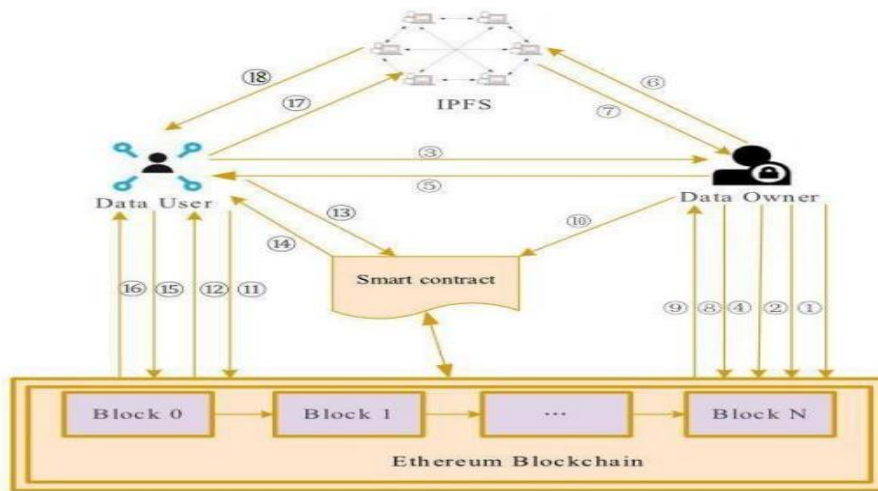 ⑱
⑥
IPFS
⑰
⑦
③
⑤
Data User
Data Owner
⑬
⑩
⑭
Smart contract
⑯ ⑮ ⑫ ⑪
⑨ ⑧ ④ ② ①
Block 0
Block 1
...
Block N
Ethereum Blockchain